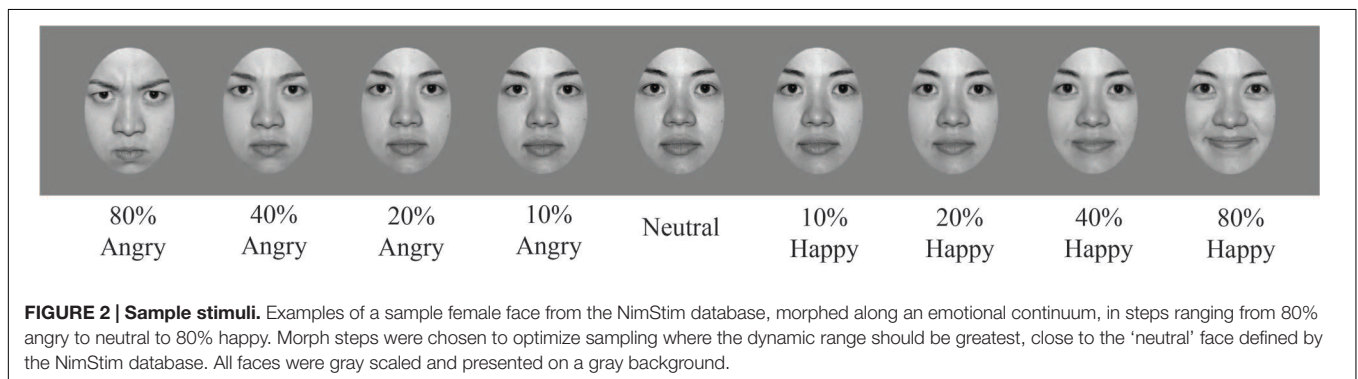 80% 40% 20% 10% Neutral 10% 20% 40% 80%
Angry Angry Angry Angry Happy Happy Happy Happy
FIGURE 2 | Sample stimuli. Examples of a sample female face from the NimStim database, morphed along an emotional continuum, in steps ranging from 80%
angry to neutral to 80% happy. Morph steps were chosen to optimize sampling where the dynamic range should be greatest, close to the ‘neutral’ face defined by
the NimStim database. All faces were gray scaled and presented on a gray background.